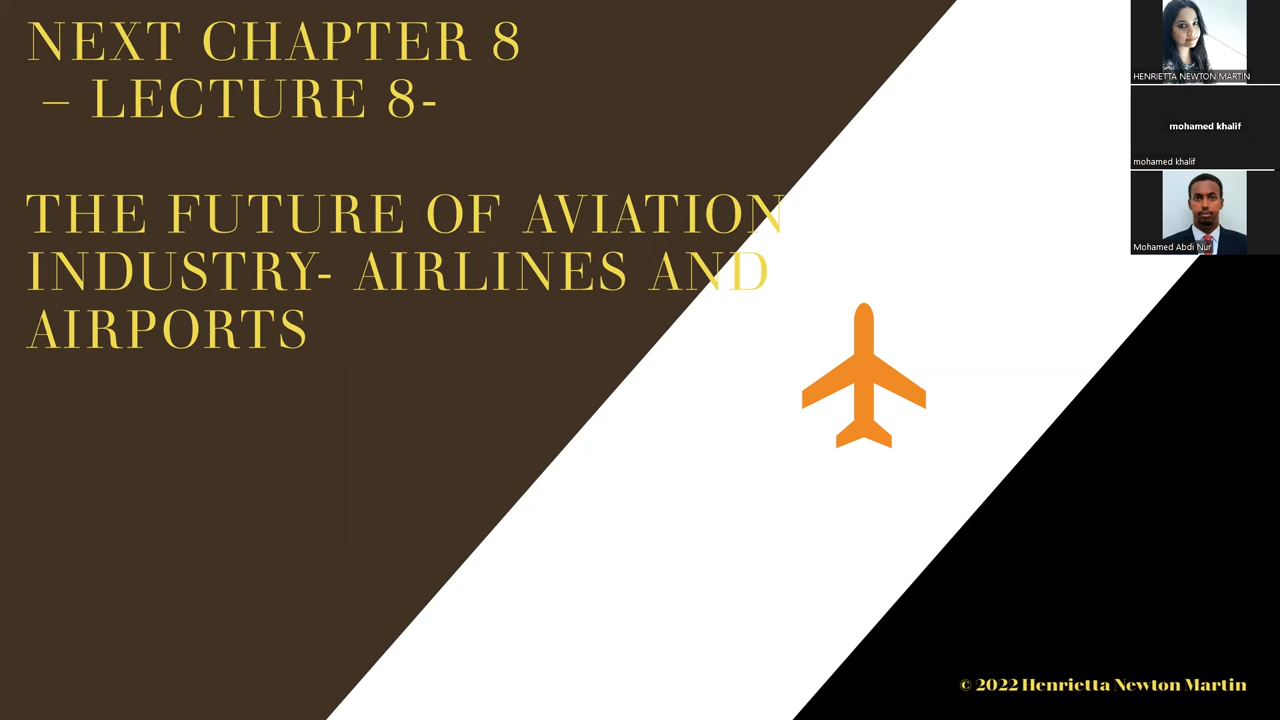 NEXT CHAPTER 8
– LECTURE 8-
THE FUTURE OF AVIATION
INDUSTRY- AIRLINES AND
AIRPORTS
HENRIETTA NEWTON MARTIN
mohamed khalif
mohamed khalif
Mohamed Abdi Nur
© 2022 Henrietta Newton Martin